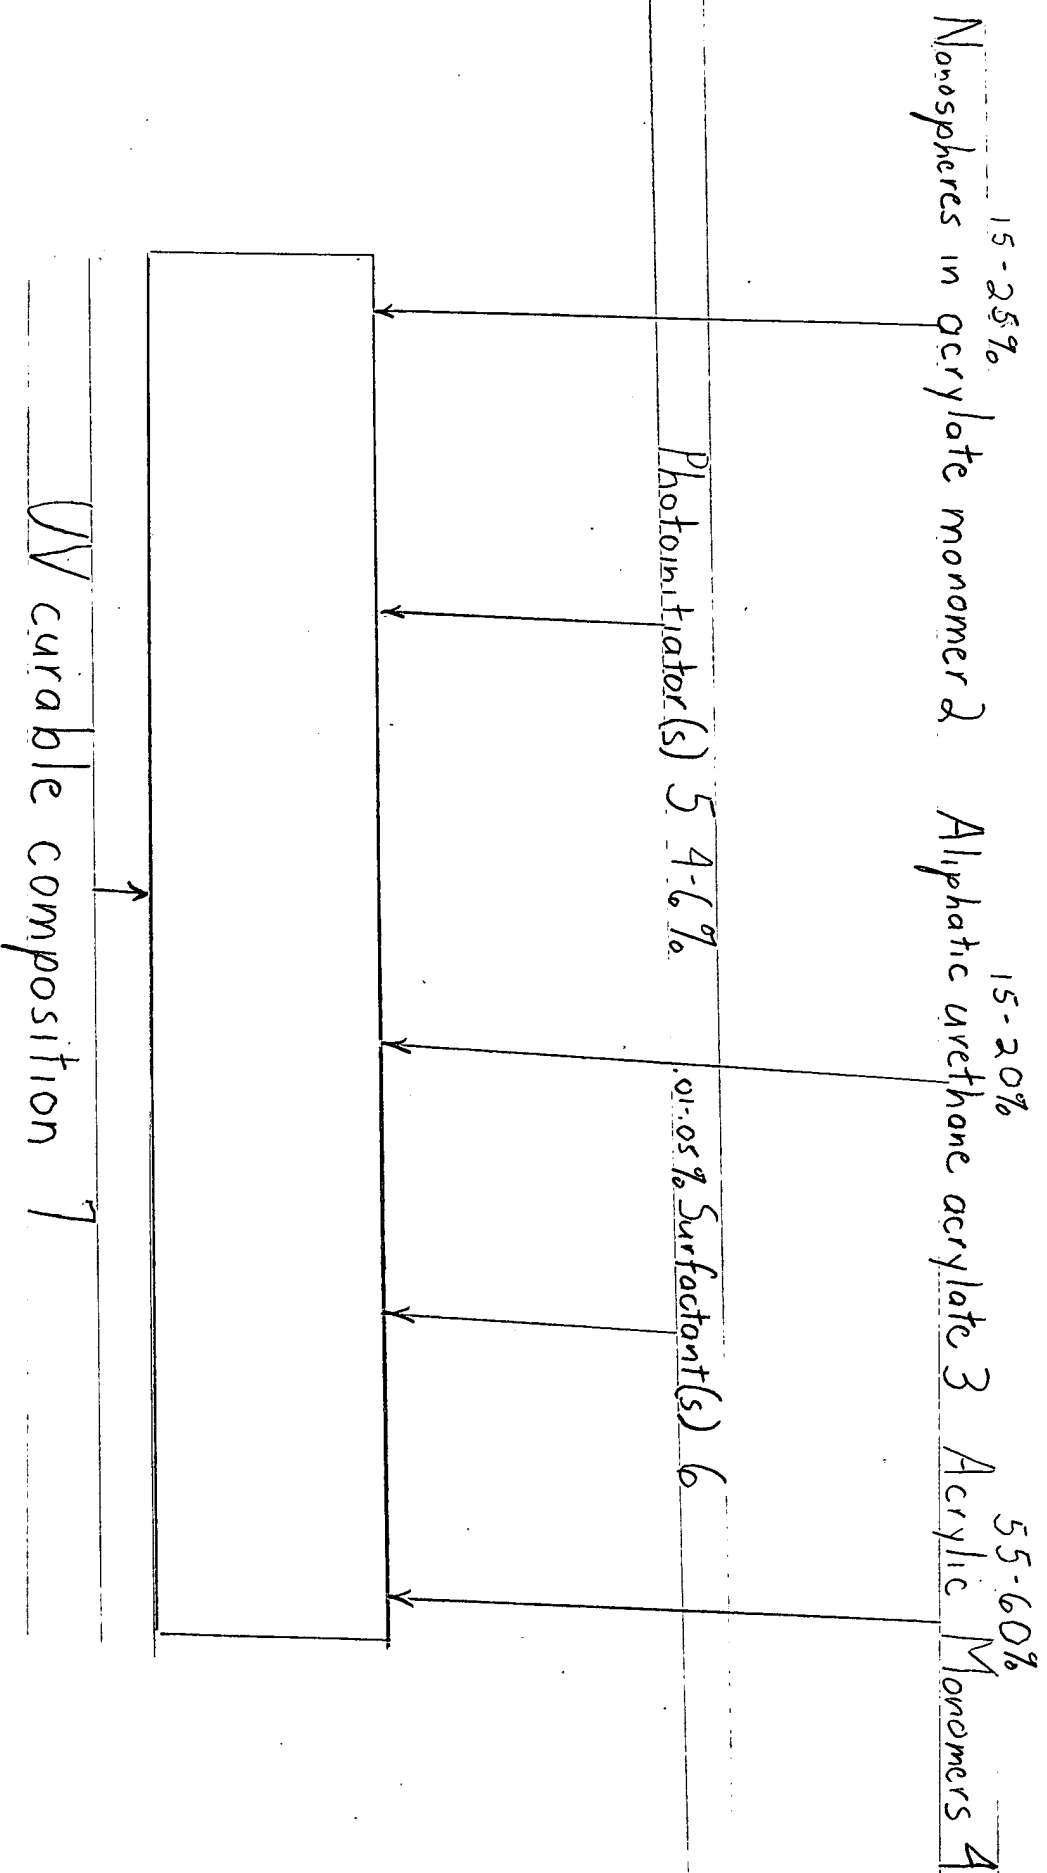 15-25% 15-20% 55-60%
Nanospheres in acrylate monomer 2 Aliphatic urethane acrylate 3 Acrylic Monomers 4
Photoinitiator(s) 5 4-6% .01-.05% Surfactant(s) 6
UV curable composition 1